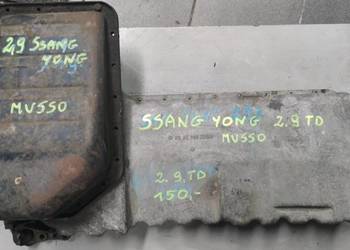 2,9 SSANG
YONG
MUSSO
SSANG YONG 2.9 TD
MUSSO
2.9.TD
150,-